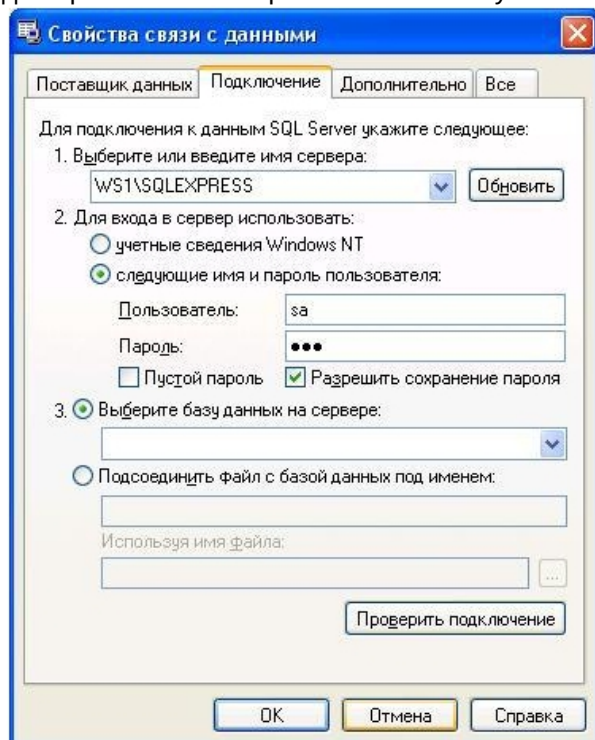 Свойства связи с данными
Поставщик данных Подключение Дополнительно Все
Для подключения к данным SQL Server укажите следующее:
1. Выберите или введите имя сервера:
WS1\SQLEXPRESS Обновить
2. Для входа в сервер использовать:
учетные сведения Windows NT
следующие имя и пароль пользователя:
Пользователь: sa
Пароль: •••
Пустой пароль Разрешить сохранение пароля
3. Выберите базу данных на сервере:
Подсоединить файл с базой данных под именем:
Используя имя файла:
...
Проверить подключение
OK Отмена Справка